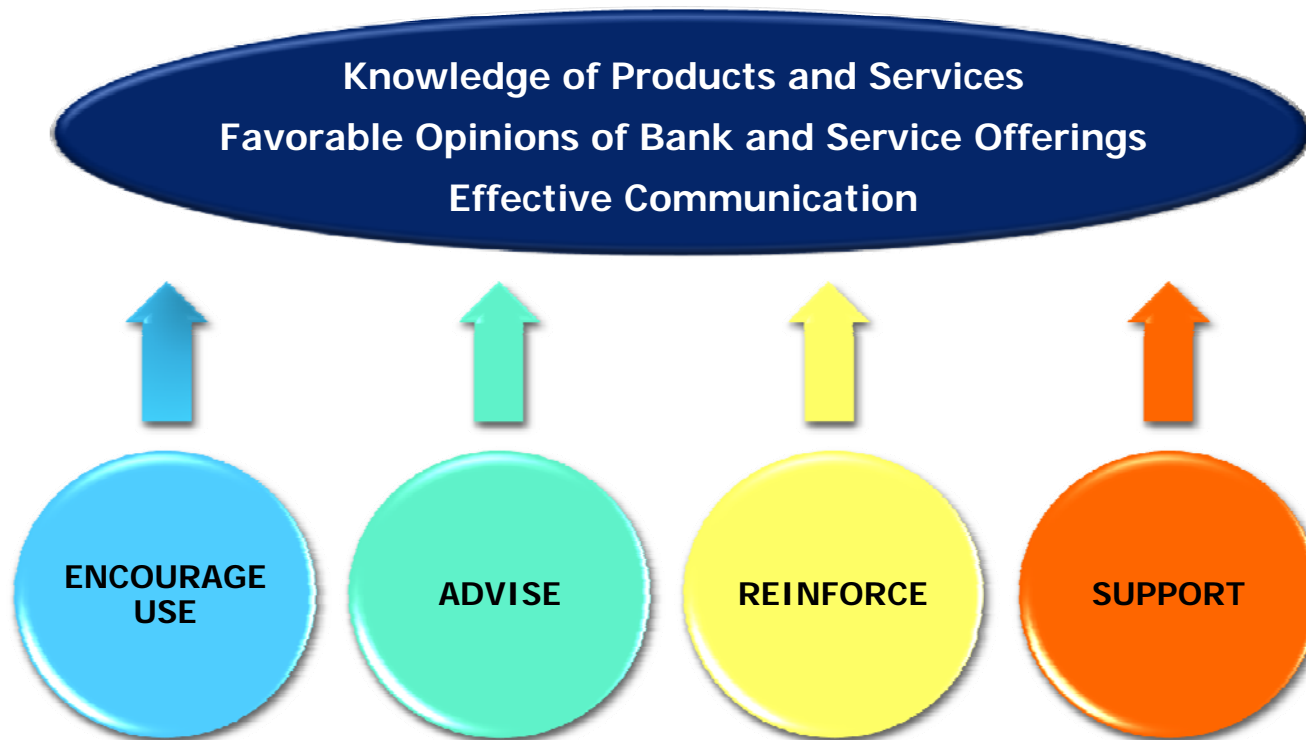 Knowledge of Products and Services
Favorable Opinions of Bank and Service Offerings
Effective Communication
ENCOURAGE
USE
ADVISE
REINFORCE
SUPPORT